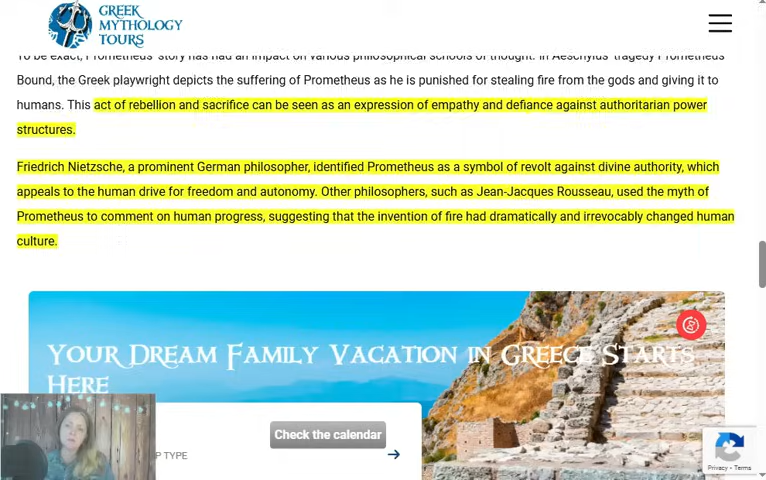 GREEK
MYTHOLOGY
TOURS
To be exact, Prometheus' story has had an impact on various philosophical schools of thought. In Aeschylus' tragedy Prometheus
Bound, the Greek playwright depicts the suffering of Prometheus as he is punished for stealing fire from the gods and giving it to
humans. This act of rebellion and sacrifice can be seen as an expression of empathy and defiance against authoritarian power
structures.
Friedrich Nietzsche, a prominent German philosopher, identified Prometheus as a symbol of revolt against divine authority, which
appeals to the human drive for freedom and autonomy. Other philosophers, such as Jean-Jacques Rousseau, used the myth of
Prometheus to comment on human progress, suggesting that the invention of fire had dramatically and irrevocably changed human
culture.
YOUR DREAM FAMILY VACATION IN GREECE STARTS
HERE
Check the calendar
P TYPE
Privacy - Terms